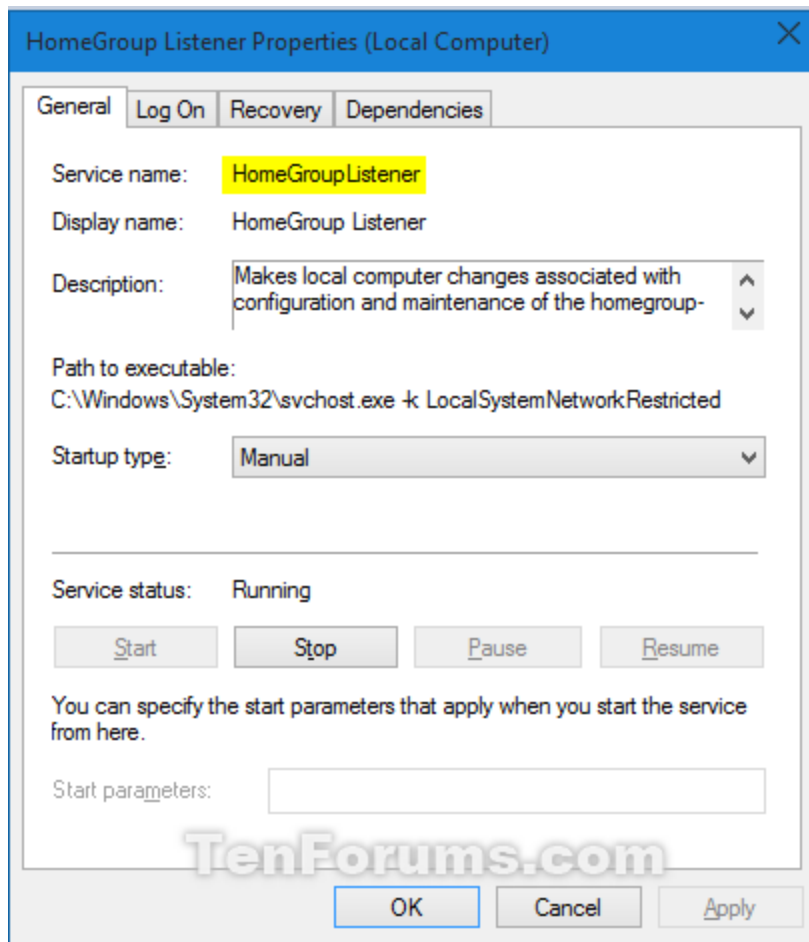 HomeGroup Listener Properties (Local Computer)
General Log On Recovery Dependencies
Service name: HomeGroupListener
Display name: HomeGroup Listener
Description: Makes local computer changes associated with
configuration and maintenance of the homegroup-
Path to executable:
C:\Windows\System32\svchost.exe -k LocalSystemNetworkRestricted
Startup type: Manual
Service status: Running
Start Stop Pause Resume
You can specify the start parameters that apply when you start the service
from here.
Start parameters:
TenForums.com
OK Cancel Apply